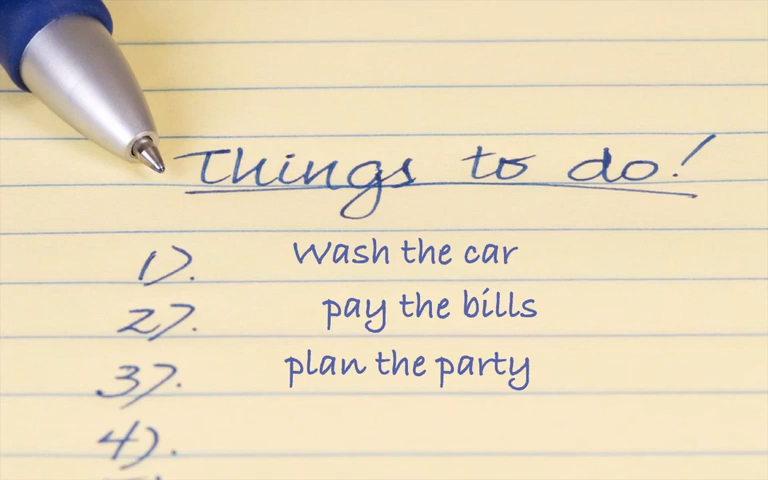 Things to do!
1). Wash the car
2). pay the bills
3). plan the party
4).